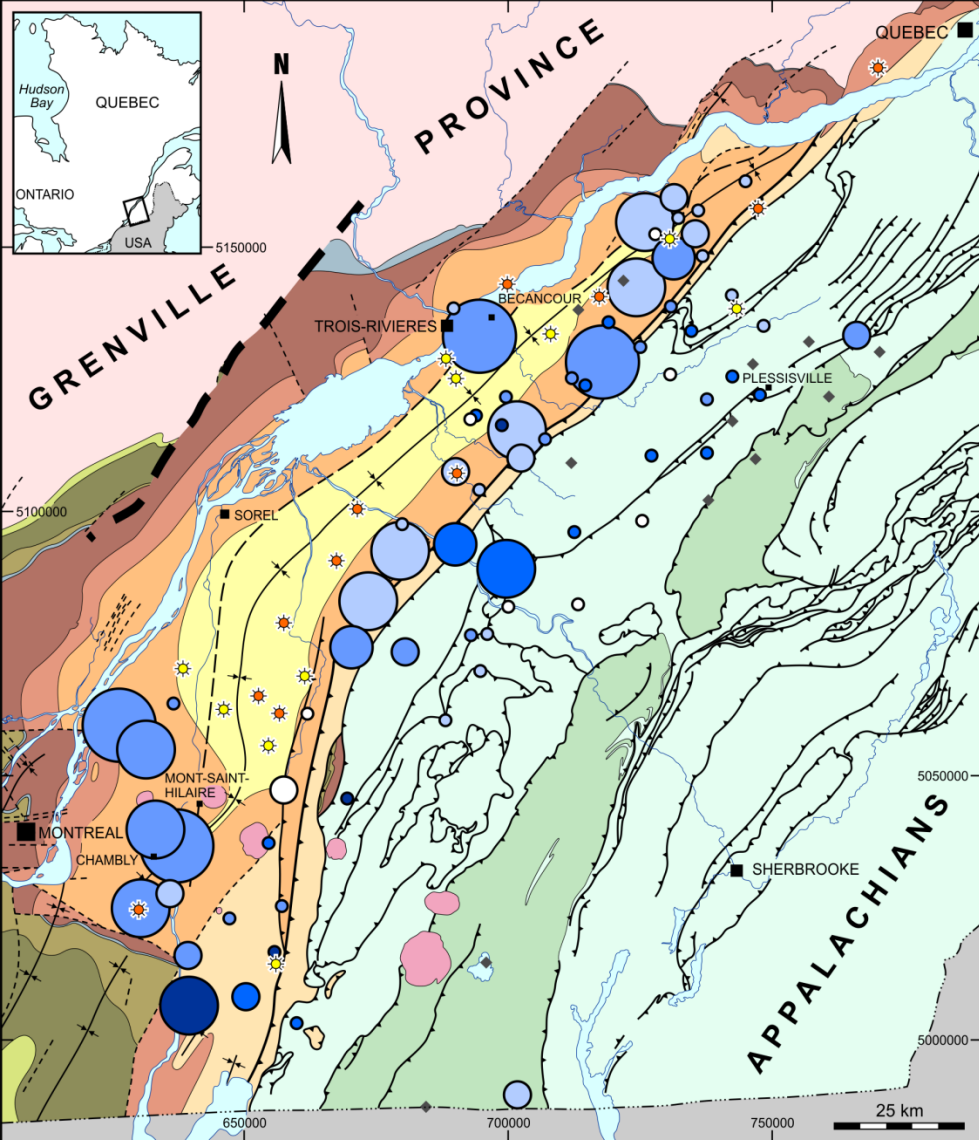 Hudson
Bay
QUEBEC
ONTARIO
USA
N
PROVINCE
QUEBEC
5150000
GRENVILLE
BECANCOUR
TROIS-RIVIERES
PLESSISVILLE
5100000
SOREL
MONT-SAINT-
HILAIRE
5050000
MONTREAL
CHAMBLY
SHERBROOKE
APPALACHIANS
5000000
650000
700000
750000
25 km